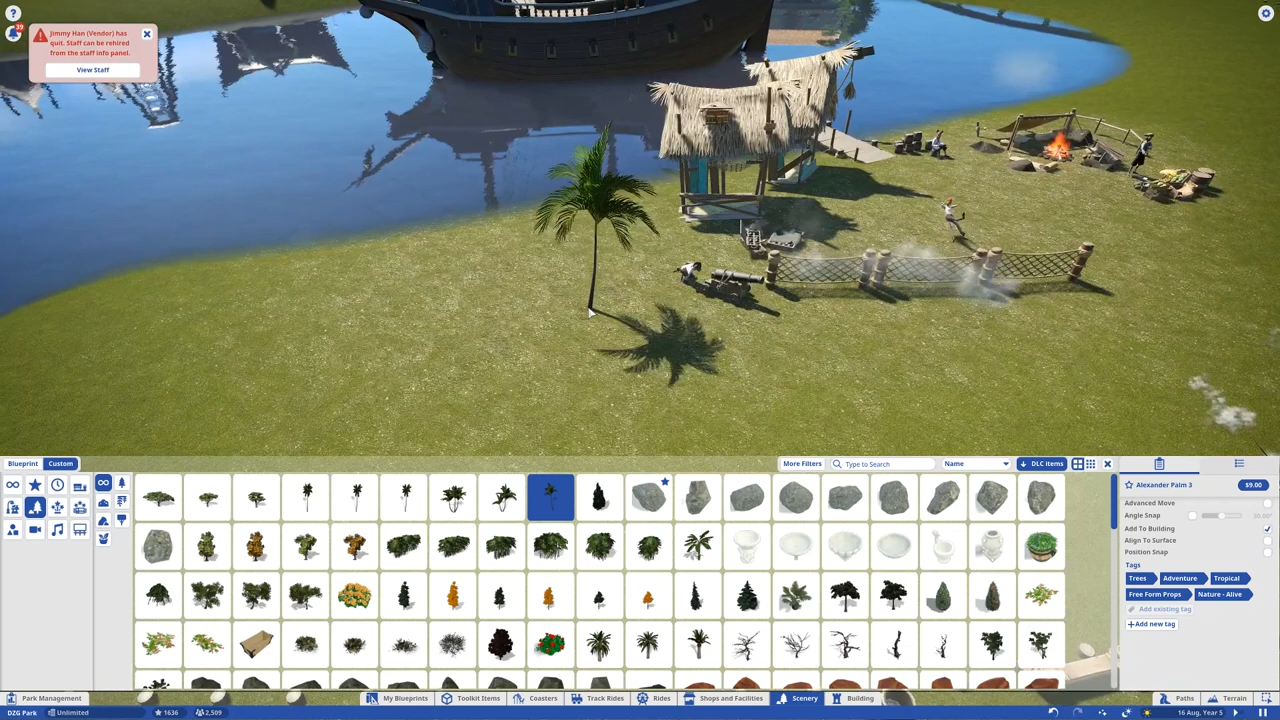 ?
39
Jimmy Han (Vendor) has
quit. Staff can be rehired
from the staff info panel.
View Staff
Blueprint
Custom
More Filters
Type to Search
Name
DLC items
Alexander Palm 3
$9.00
Advanced Move
Angle Snap
30.00°
Add To Building
Align To Surface
Position Snap
Tags
Trees
Adventure
Tropical
Free Form Props
Nature - Alive
Add existing tag
+Add new tag
Park Management
My Blueprints
Toolkit Items
Coasters
Track Rides
Rides
Shops and Facilities
Scenery
Building
Paths
Terrain
DZG Park
Unlimited
1636
2,509
16 Aug, Year 5